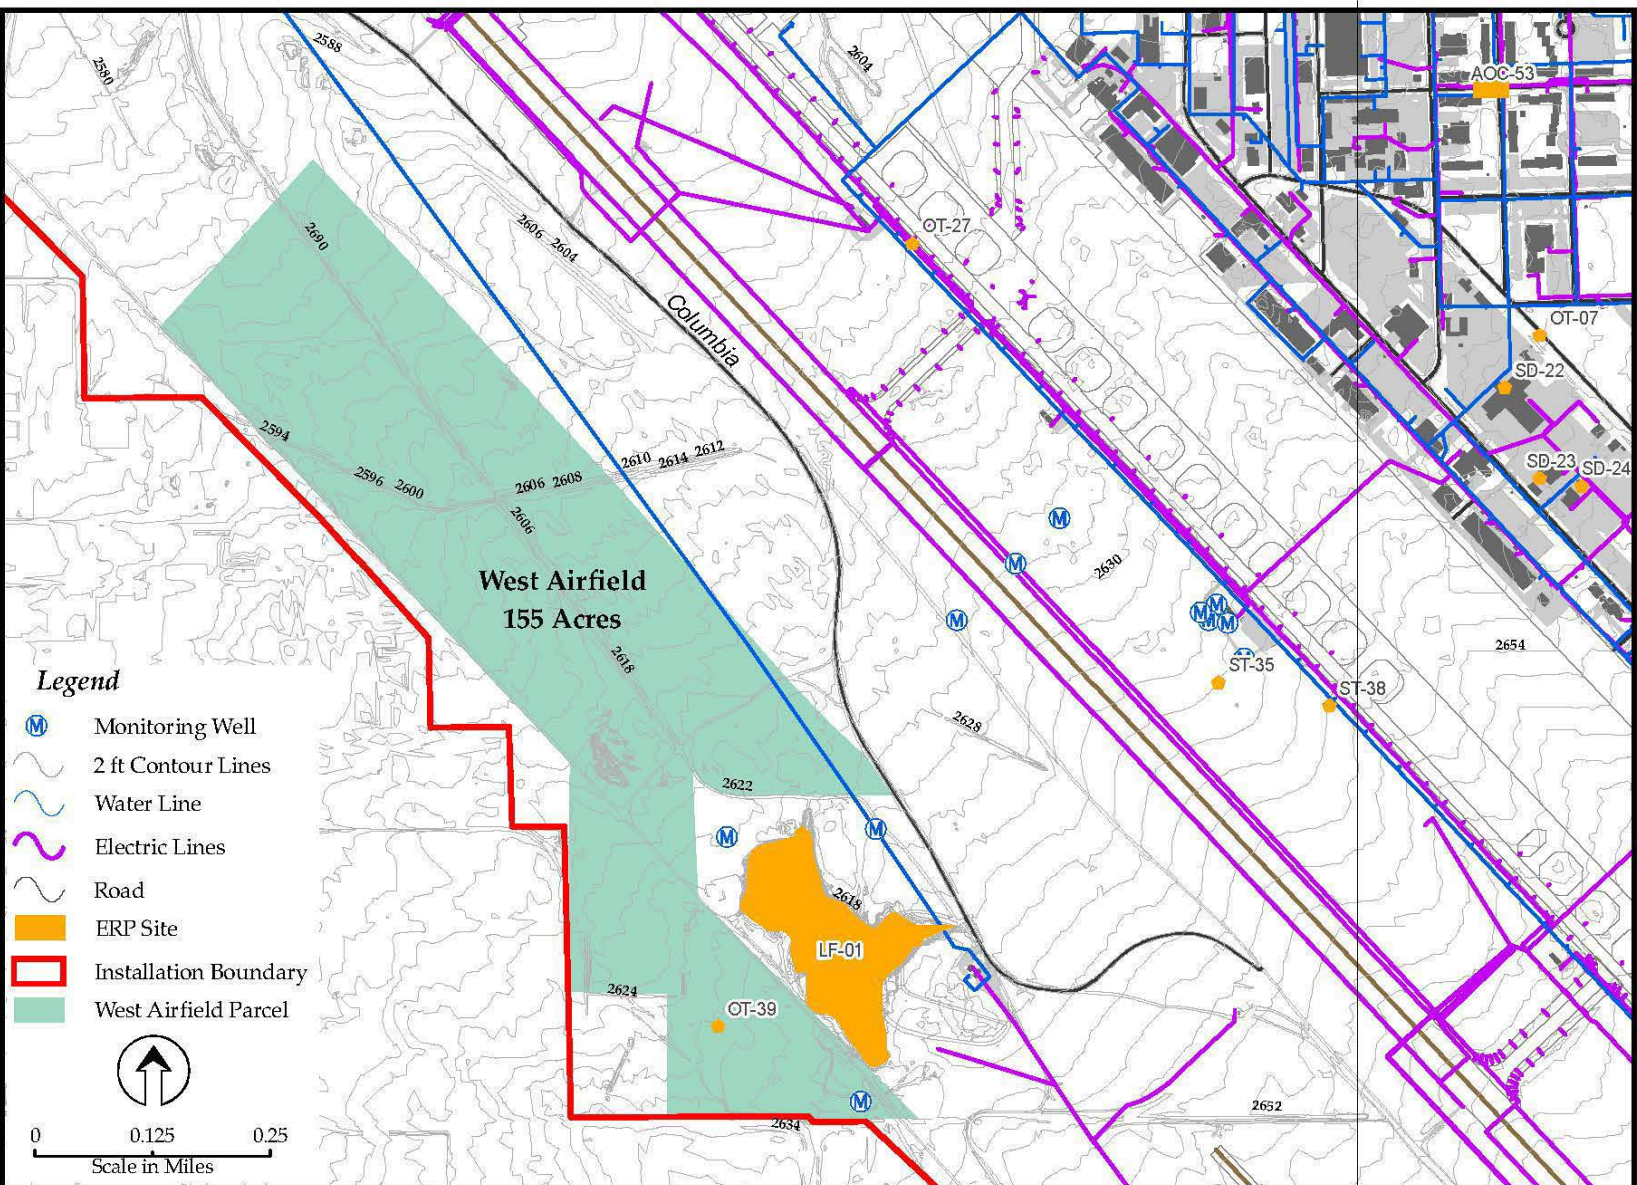 2588
2580
2604
AOC-53
2690
2606 2604
OT-27
Columbia
OT-07
SD-22
2594
2596 2600
2606 2608
2610 2614 2612
2606
SD-23
SD-24
M
M
2630
West Airfield
155 Acres
M
M
M
M
M
2618
2654
ST-35
ST-38
2628
2622
M
M
2618
LF-01
2624
OT-39
M
2634
2652
Legend
M Monitoring Well
2 ft Contour Lines
Water Line
Electric Lines
Road
ERP Site
Installation Boundary
West Airfield Parcel
0 0.125 0.25
Scale in Miles